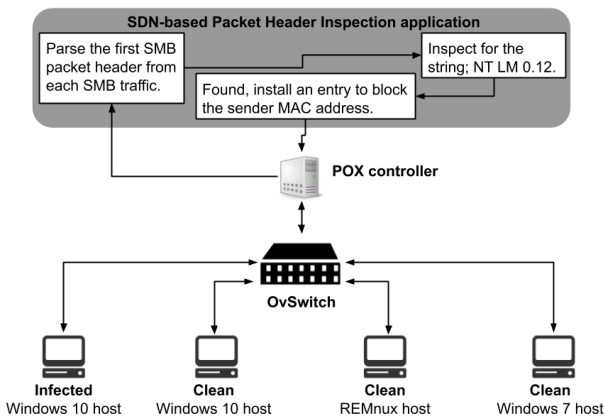 SDN-based Packet Header Inspection application
Parse the first SMB
packet header from
each SMB traffic.
Inspect for the
string; NT LM 0.12.
Found, install an entry to block
the sender MAC address.
POX controller
OvSwitch
Infected
Windows 10 host
Clean
Windows 10 host
Clean
REMnux host
Clean
Windows 7 host